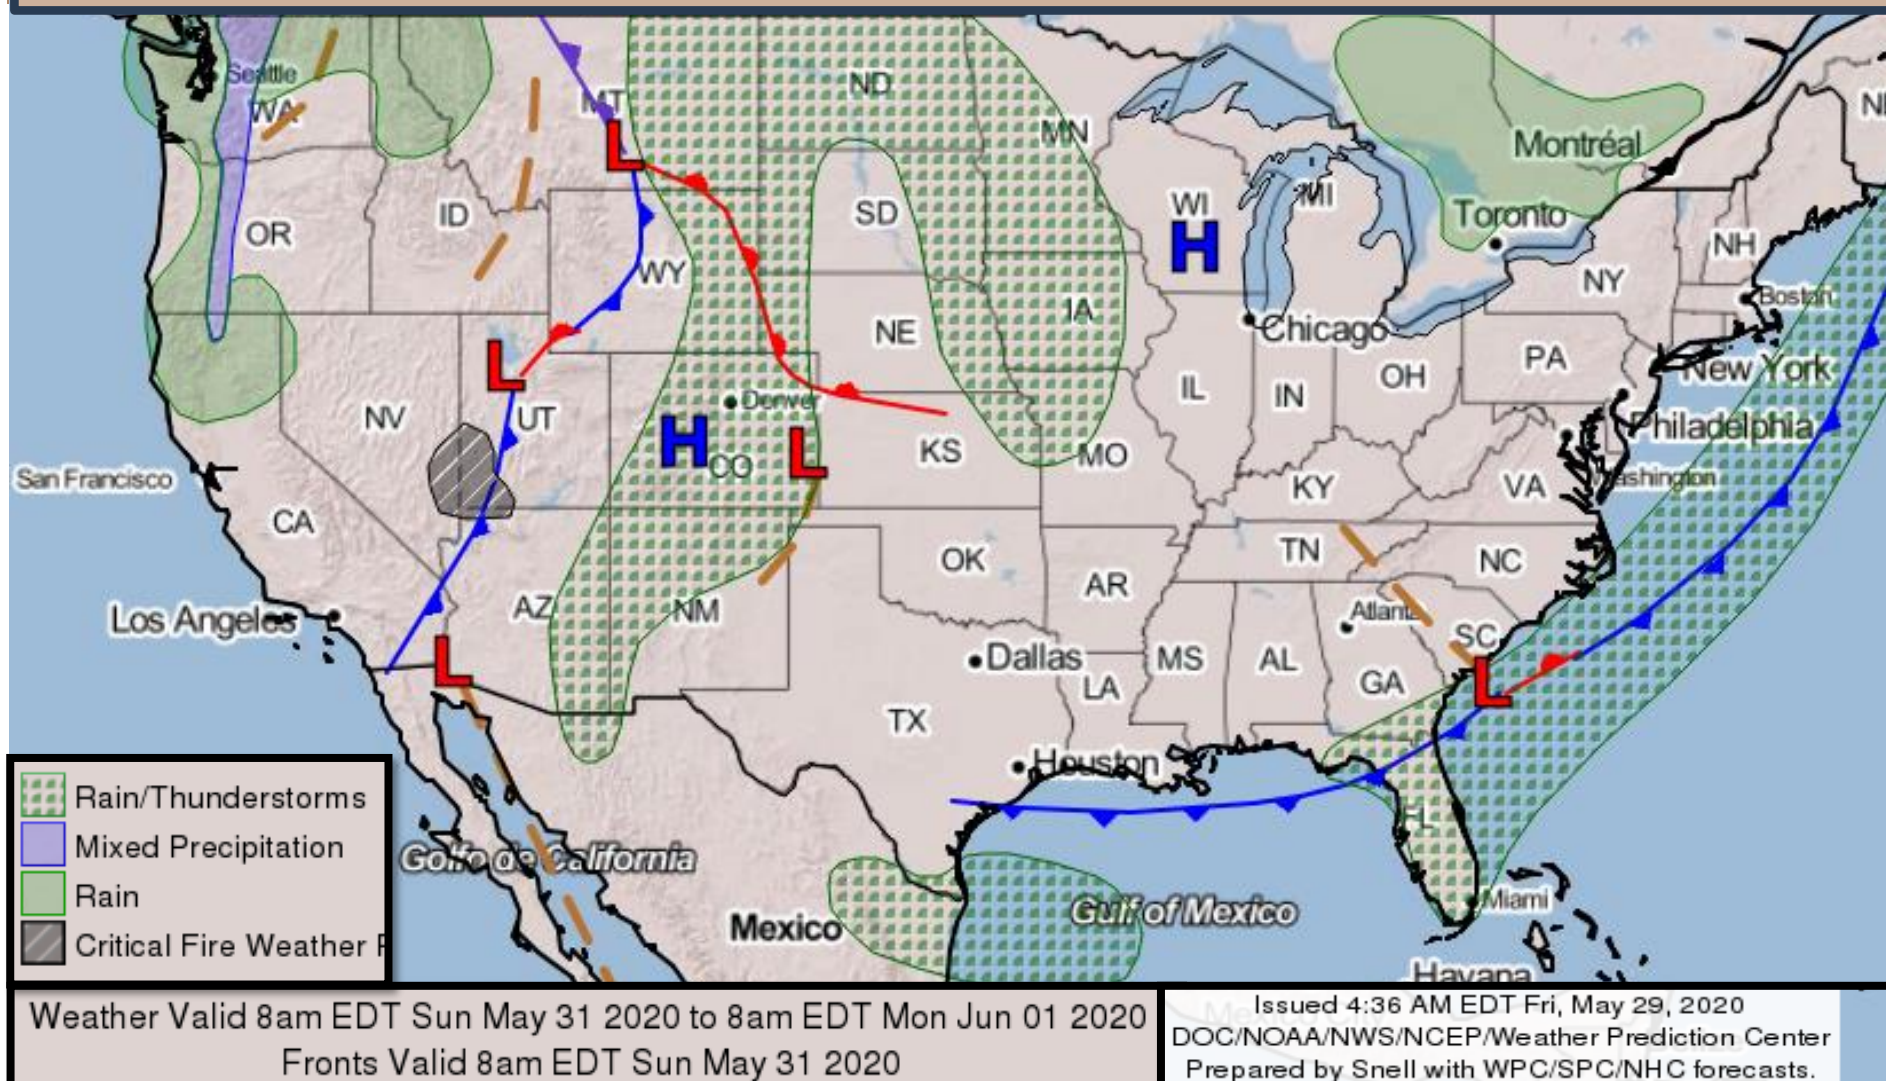 Seattle
WA
MT
ND
MN
Montréal
OR
ID
SD
WI
MI
Toronto
L
H
WY
NH
NY
Boston
NE
IA
Chicago
PA
OH
New York
L
NV
UT
Denver
IL
IN
Philadelphia
H
CO
L
KS
MO
San Francisco
KY
VA
Washington
CA
OK
TN
NC
Los Angeles
AZ
NM
AR
Atlanta
SC
L
Dallas
MS
AL
GA
LA
L
TX
Houston
FL
Rain/Thunderstorms
Mixed Precipitation
Rain
Critical Fire Weather
Golfo de California
Mexico
Gulf of Mexico
Miami
Havana
Weather Valid 8am EDT Sun May 31 2020 to 8am EDT Mon Jun 01 2020
Fronts Valid 8am EDT Sun May 31 2020
Issued 4:36 AM EDT Fri, May 29, 2020
DOC/NOAA/NWS/NCEP/Weather Prediction Center
Prepared by Snell with WPC/SPC/NHC forecasts.